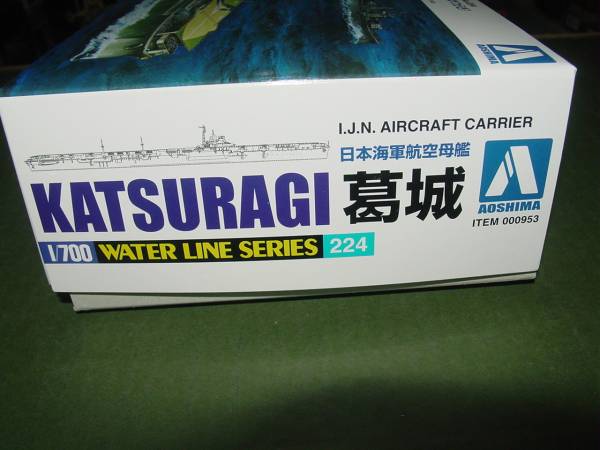 I.J.N. AIRCRAFT CARRIER
日本海軍航空母艦
KATSURAGI 葛城
AOSHIMA
ITEM 000953
1/700 WATER LINE SERIES 224
AOSHIMA